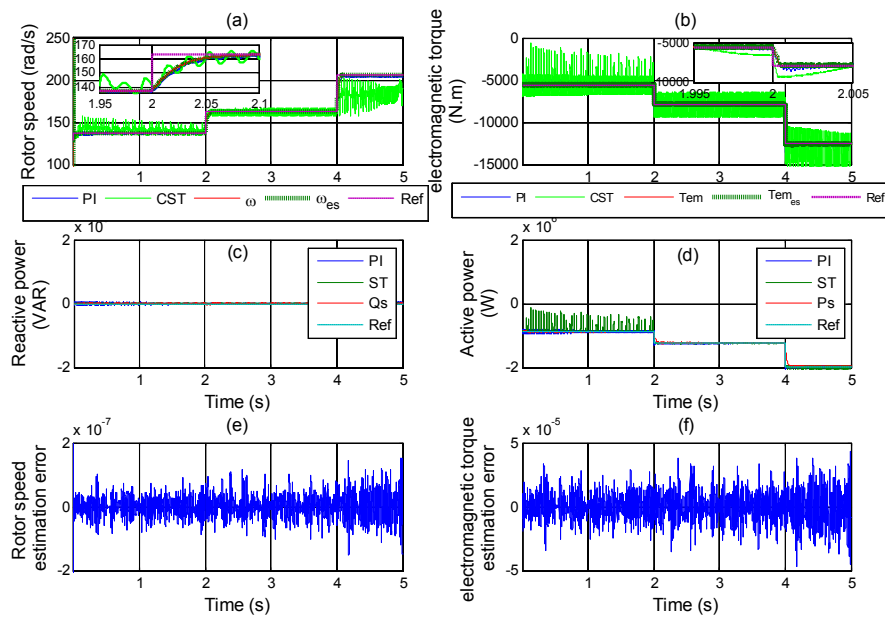 (a)
Rotor speed (rad/s)
250
200
150
100
170
160
150
140
1.95 2 2.05 2.1
0 1 2 3 4 5
PI CST ω ωes Ref
(b)
electromagnetic torque
(N.m)
0
-5000
-10000
-15000
-5000
10000
1.995 2 2.005
0 1 2 3 4 5
PI CST Tem Temes Ref
(c)
Reactive power
(VAR)
2
0
-2
1 2 3 4 5
Time (s)
PI
ST
Qs
Ref
(d)
Active power
(W)
2
0
-2
1 2 3 4 5
Time (s)
PI
ST
Ps
Ref
(e)
x 10-7
Rotor speed
estimation error
2
0
-2
1 2 3 4 5
Time (s)
(f)
x 10-5
electromagnetic torque
estimation error
5
0
-5
1 2 3 4 5
Time (s)